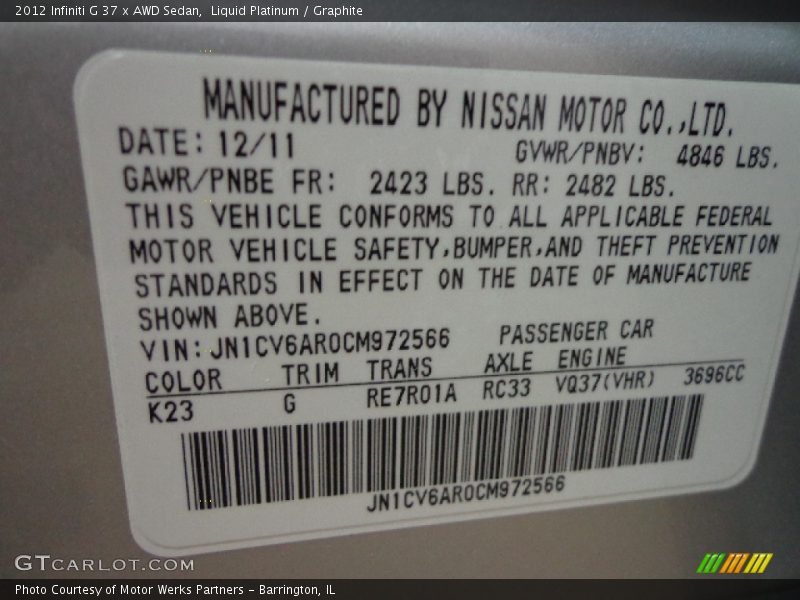 2012 Infiniti G 37 x AWD Sedan,  Liquid Platinum / Graphite
MANUFACTURED BY NISSAN MOTOR CO.,LTD.
DATE: 12/11 GVWR/PNBV: 4846 LBS.
GAWR/PNBE FR: 2423 LBS. RR: 2482 LBS.
THIS VEHICLE CONFORMS TO ALL APPLICABLE FEDERAL
MOTOR VEHICLE SAFETY,BUMPER,AND THEFT PREVENTION
STANDARDS IN EFFECT ON THE DATE OF MANUFACTURE
SHOWN ABOVE.
VIN: JN1CV6AR0CM972566 PASSENGER CAR
COLOR TRIM TRANS AXLE ENGINE
K23 G RE7R01A RC33 VQ37(VHR) 3696CC
JN1CV6AR0CM972566
GTCARLOT.COM
Photo Courtesy of Motor Werks Partners - Barrington, IL